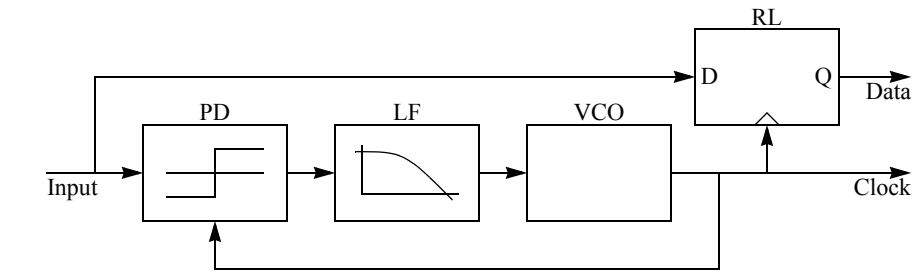 RL
D Q
Data
PD LF VCO
Input
Clock